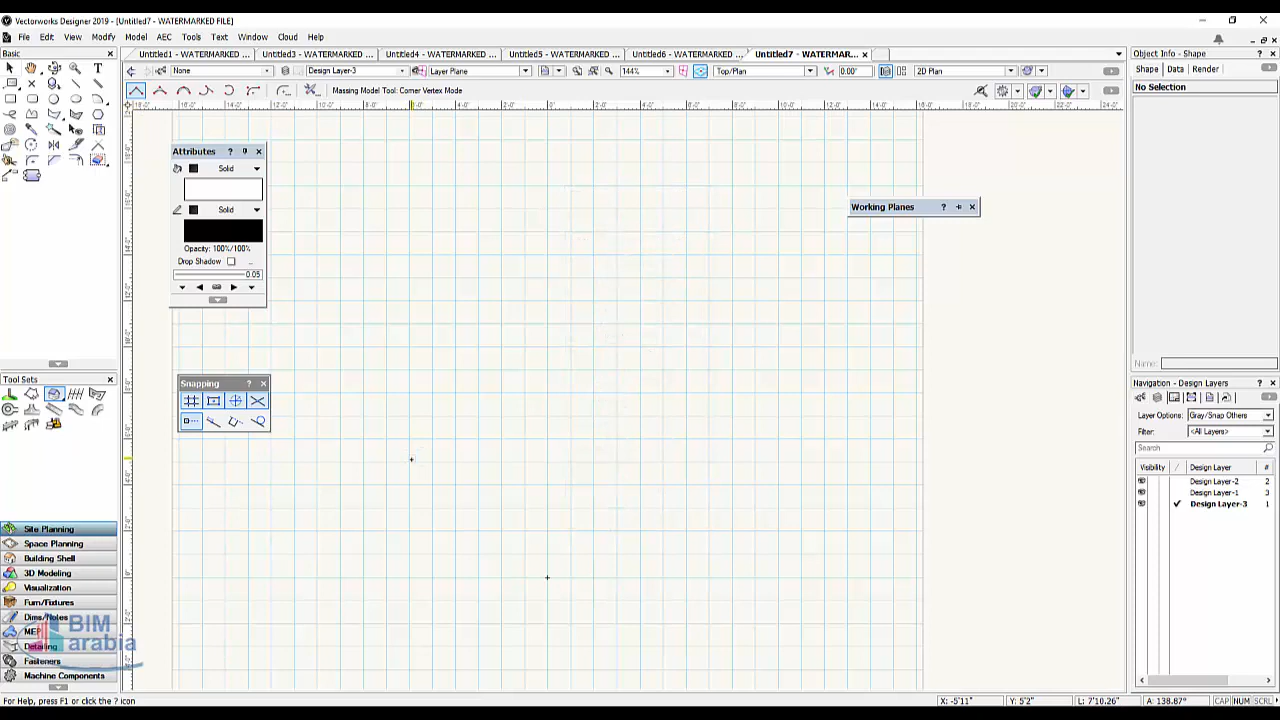 Vectorworks Designer 2019 - [Untitled7 - WATERMARKED FILE]
File Edit View Modify Model AEC Tools Text Window Cloud Help
Basic
Untitled1 - WATERMARKED ... Untitled3 - WATERMARKED ... Untitled4 - WATERMARKED ... Untitled5 - WATERMARKED ... Untitled6 - WATERMARKED ... Untitled7 - WATERMAR...
None Design Layer-3 Layer Plane 144% Top/Plan 0.00° 2D Plan
Massing Model Tool: Corner Vertex Mode
Attributes ?
Solid
Solid
Opacity: 100%/100%
Drop Shadow ...
0.05
Working Planes ?
Snapping ?
Tool Sets
Site Planning
Space Planning
Building Shell
3D Modeling
Visualization
Furn/Fixtures
Dims/Notes
MEP
Detailing
Fasteners
Machine Components
BIM
arabia
Object Info - Shape ?
Shape Data Render
No Selection
Name:
Navigation - Design Layers ?
Layer Options: Gray/Snap Others
Filter: <All Layers>
Search
Visibility Design Layer #
Design Layer-2 2
Design Layer-1 3
Design Layer-3 1
For Help, press F1 or click the ? icon
X: -5'11" Y: 5'2" L: 7'10.26" A: 138.87° CAP NUM SCRL